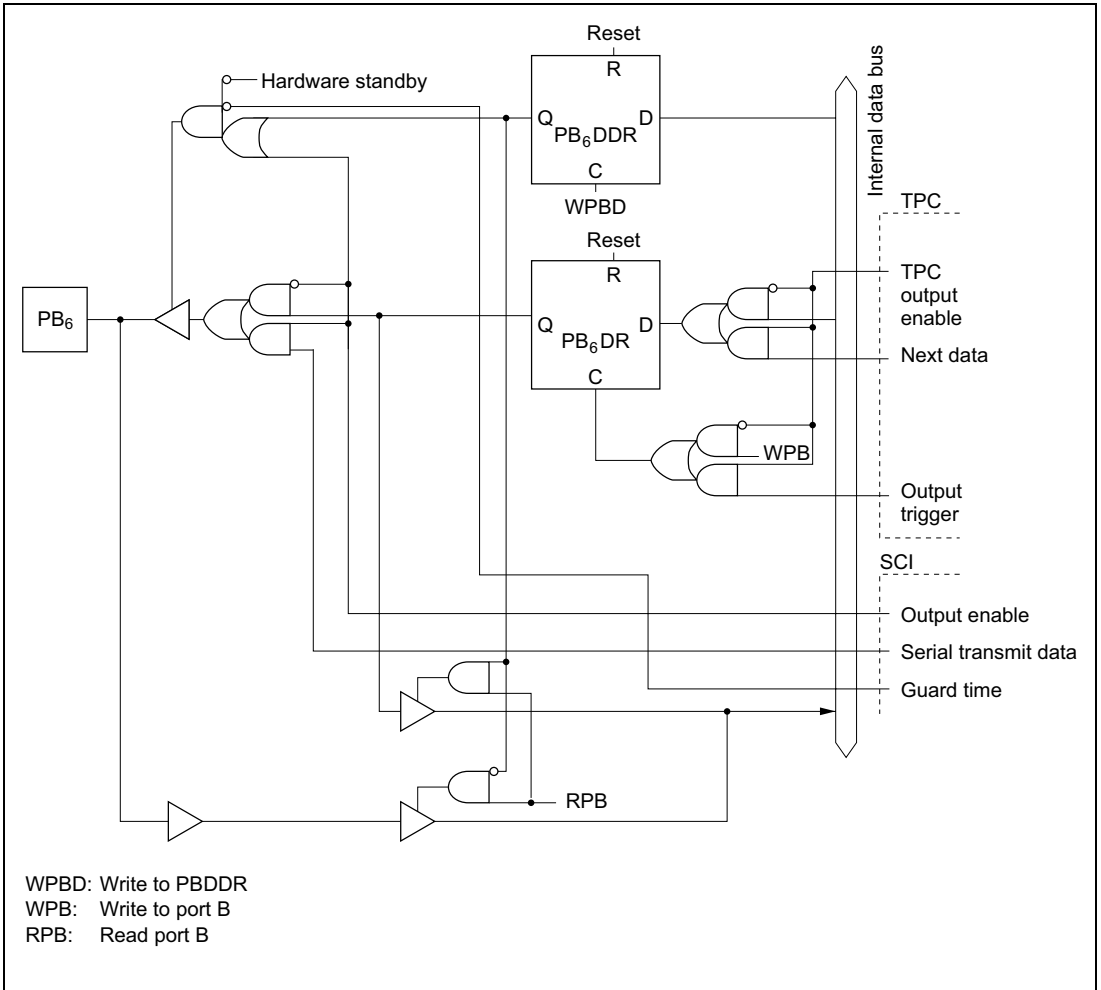 Reset
R
Hardware standby
Q
D
PB6DDR
C
WPBD
Internal data bus
TPC
Reset
R
TPC
output
enable
PB6
Q
D
PB6DR
C
Next data
WPB
Output
trigger
SCI
Output enable
Serial transmit data
Guard time
RPB
WPBD: Write to PBDDR
WPB: Write to port B
RPB: Read port B